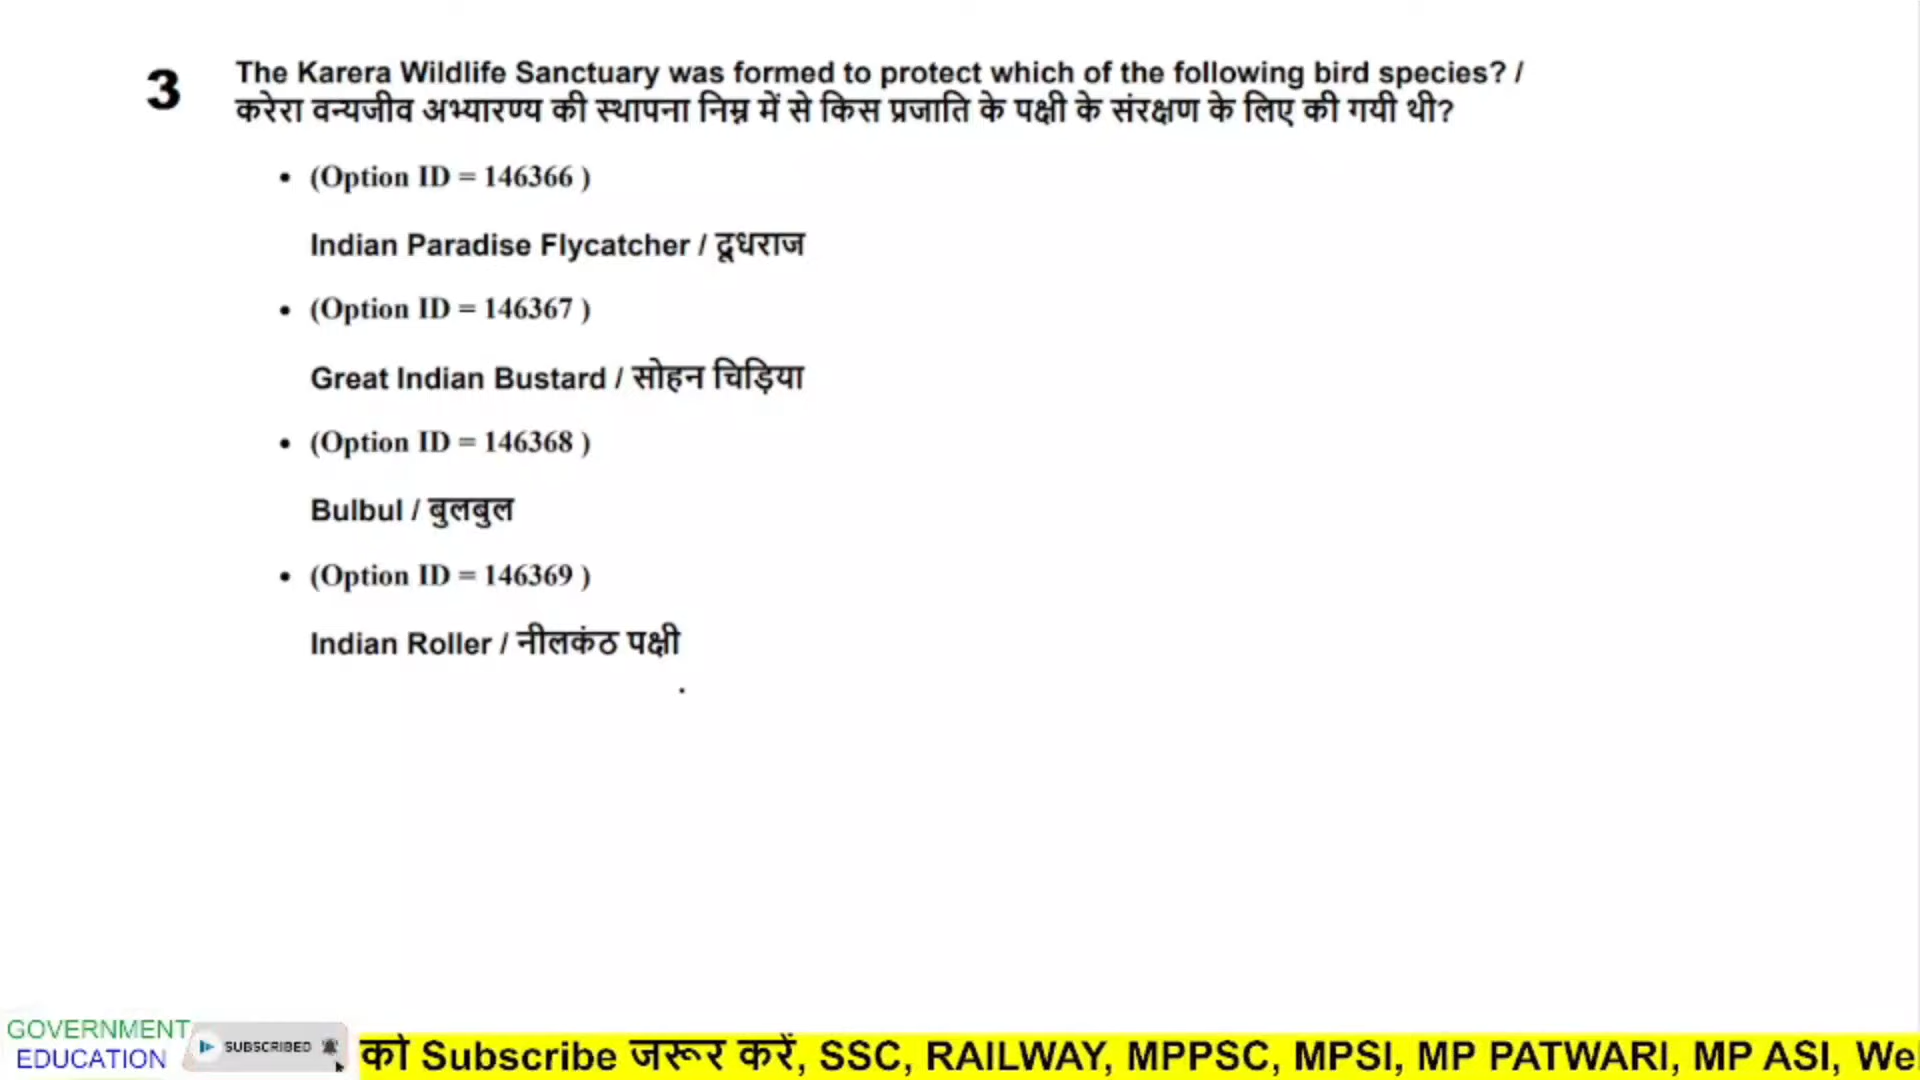 3
The Karera Wildlife Sanctuary was formed to protect which of the following bird species? /
करेरा वन्यजीव अभ्यारण्य की स्थापना निम्न में से किस प्रजाति के पक्षी के संरक्षण के लिए की गयी थी?
• (Option ID = 146366 )
Indian Paradise Flycatcher / दूधराज
• (Option ID = 146367 )
Great Indian Bustard / सोहन चिड़िया
• (Option ID = 146368 )
Bulbul / बुलबुल
• (Option ID = 146369 )
Indian Roller / नीलकंठ पक्षी
GOVERNMENT
EDUCATION
SUBSCRIBED
को Subscribe जरूर करें, SSC, RAILWAY, MPPSC, MPSI, MP PATWARI, MP ASI, We